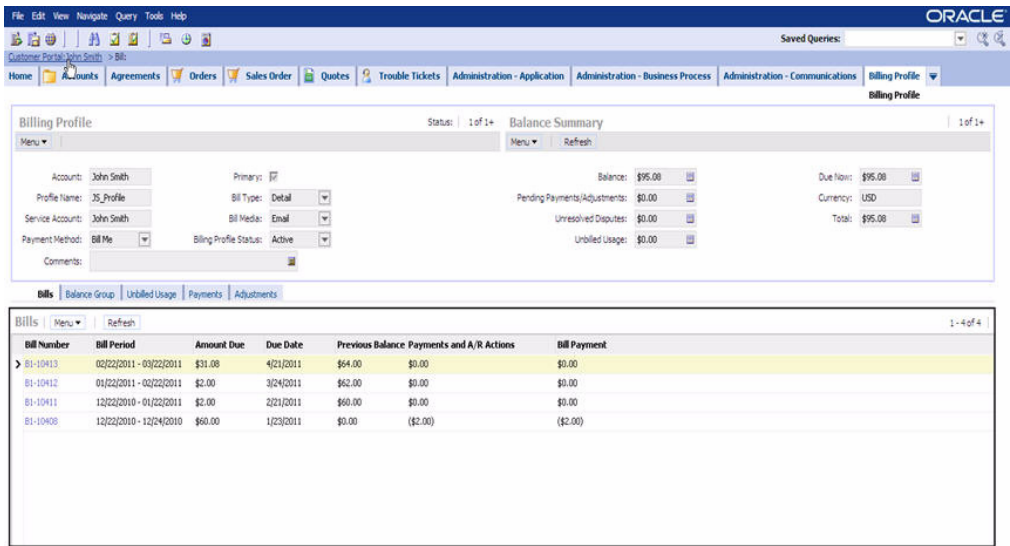 File Edit View Navigate Query Tools Help ORACLE
Saved Queries:
Customer Portal:John Smith > Bill:
Home Accounts Agreements Orders Sales Order Quotes Trouble Tickets Administration - Application Administration - Business Process Administration - Communications Billing Profile
Billing Profile
Billing Profile Status: 1 of 1+ Balance Summary 1 of 1+
Menu Menu Refresh
Account: John Smith Primary: Balance: $95.08 Due Now: $95.08
Profile Name: JS_Profile Bill Type: Detail Pending Payments/Adjustments: $0.00 Currency: USD
Service Account: John Smith Bill Media: Email Unresolved Disputes: $0.00 Total: $95.08
Payment Method: Bill Me Billing Profile Status: Active Unbilled Usage: $0.00
Comments:
Bills Balance Group Unbilled Usage Payments Adjustments
Bills Menu Refresh 1 - 4 of 4
Bill Number Bill Period Amount Due Due Date Previous Balance Payments and A/R Actions Bill Payment
B1-10413 02/22/2011 - 03/22/2011 $31.08 4/21/2011 $64.00 $0.00 $0.00
B1-10412 01/22/2011 - 02/22/2011 $2.00 3/24/2011 $62.00 $0.00 $0.00
B1-10411 12/22/2010 - 01/22/2011 $2.00 2/21/2011 $60.00 $0.00 $0.00
B1-10408 12/22/2010 - 12/24/2010 $60.00 1/23/2011 $0.00 ($2.00) ($2.00)